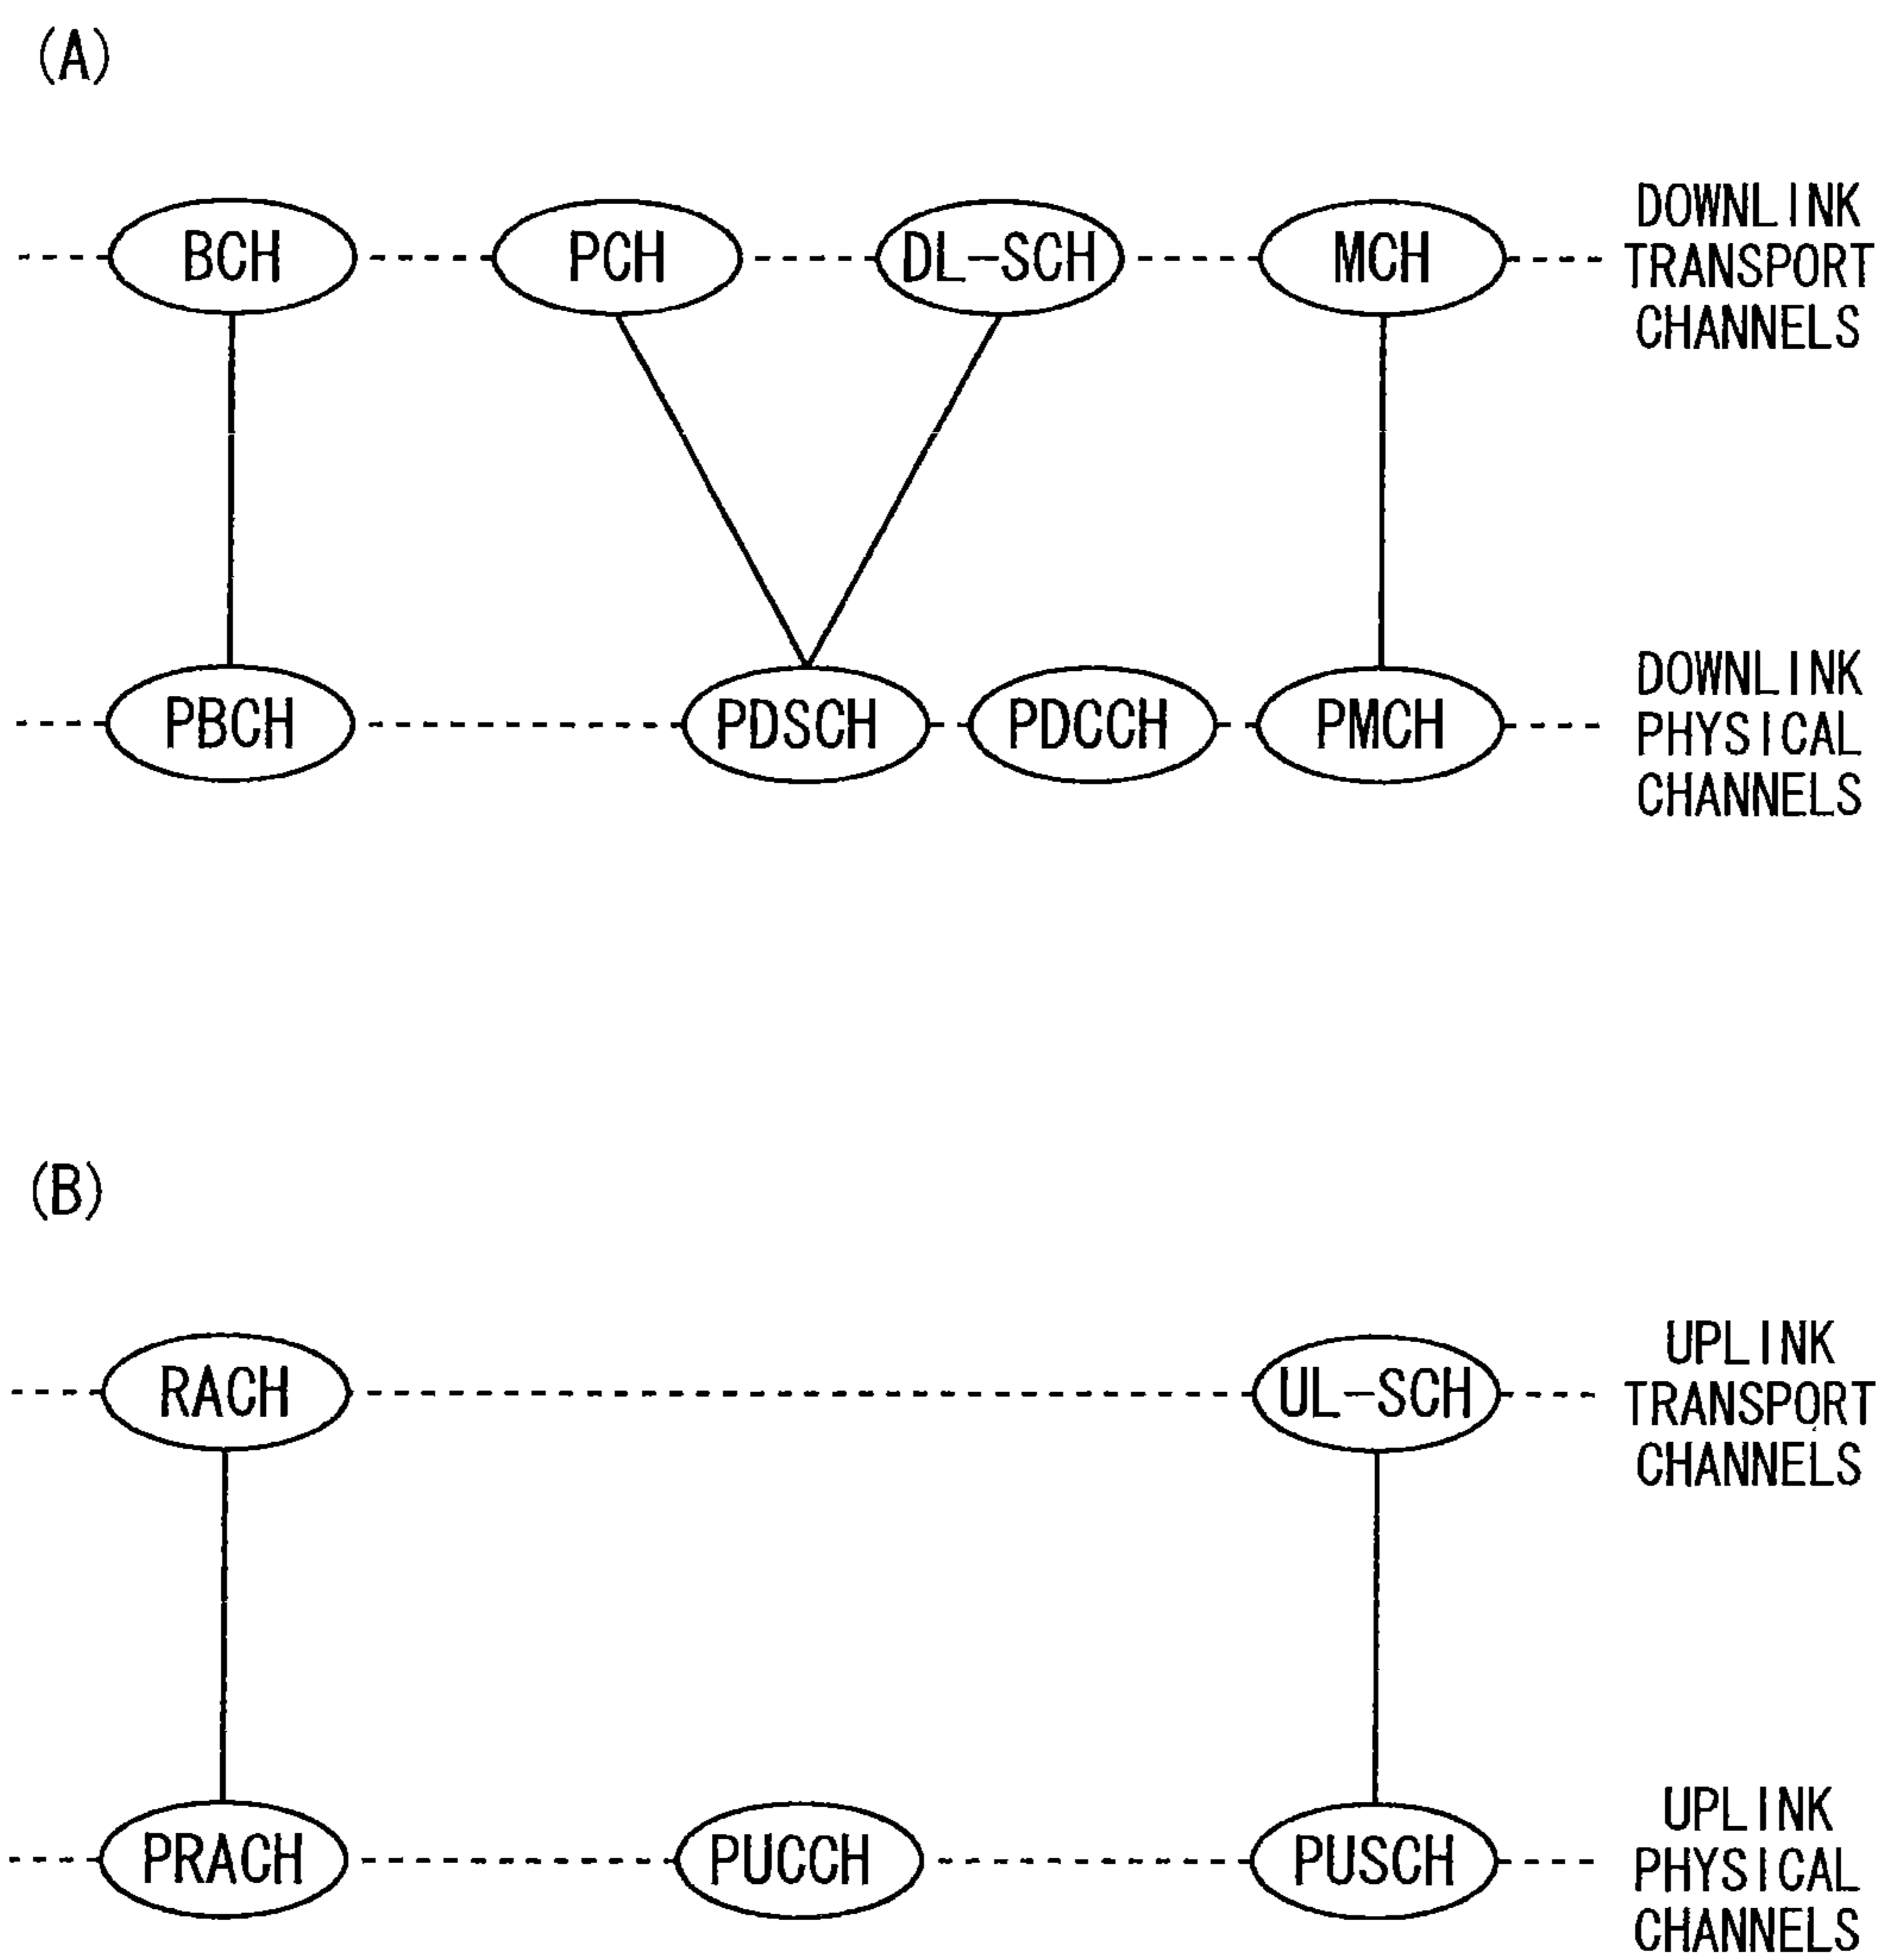 (A)
BCH PCH DL-SCH MCH
DOWNLINK
TRANSPORT
CHANNELS
PBCH PDSCH PDCCH PMCH
DOWNLINK
PHYSICAL
CHANNELS
(B)
RACH UL-SCH
UPLINK
TRANSPORT
CHANNELS
PRACH PUCCH PUSCH
UPLINK
PHYSICAL
CHANNELS